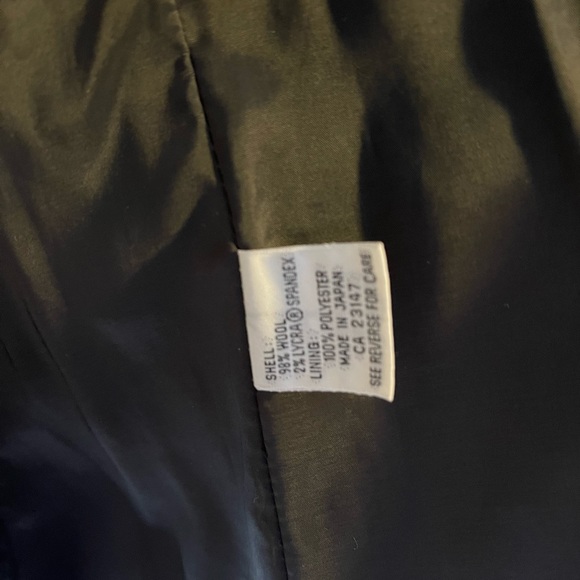 SHELL:
98% WOOL
2% LYCRA® SPANDEX
LINING:
100% POLYESTER
MADE IN JAPAN
CA 23147
SEE REVERSE FOR CARE